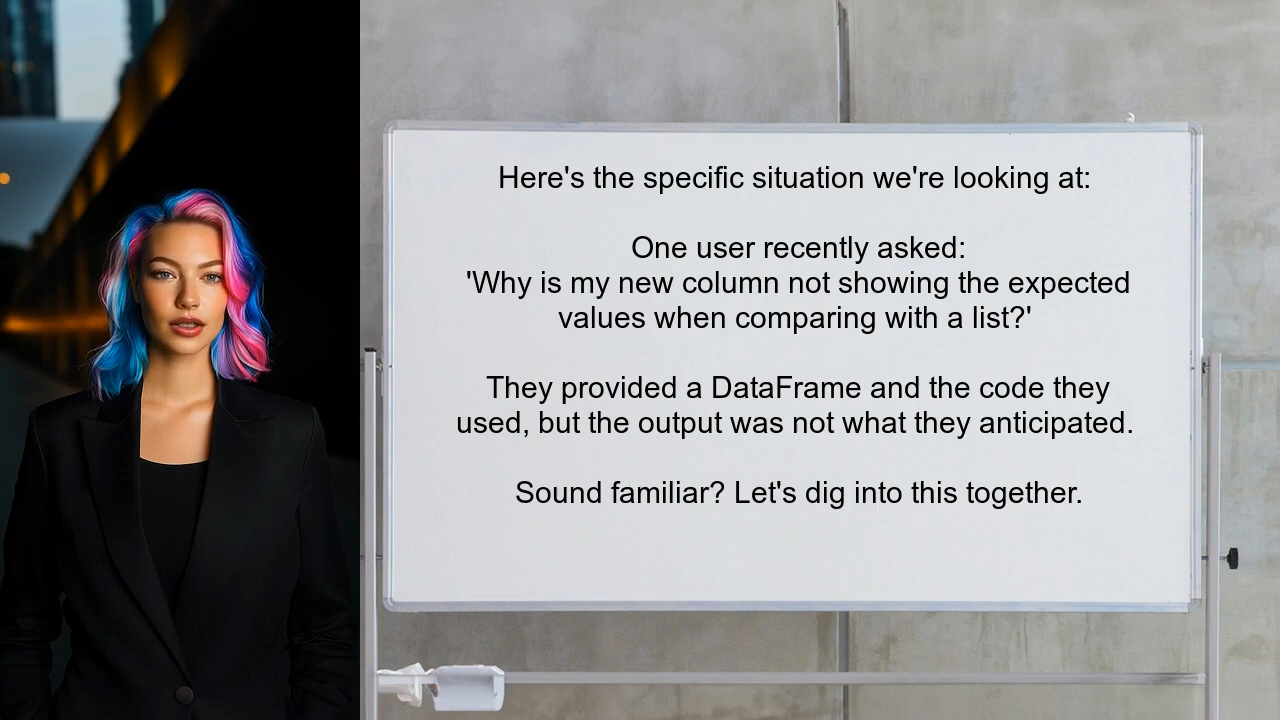 Here's the specific situation we're looking at:
One user recently asked:
'Why is my new column not showing the expected
values when comparing with a list?'
They provided a DataFrame and the code they
used, but the output was not what they anticipated.
Sound familiar? Let's dig into this together.